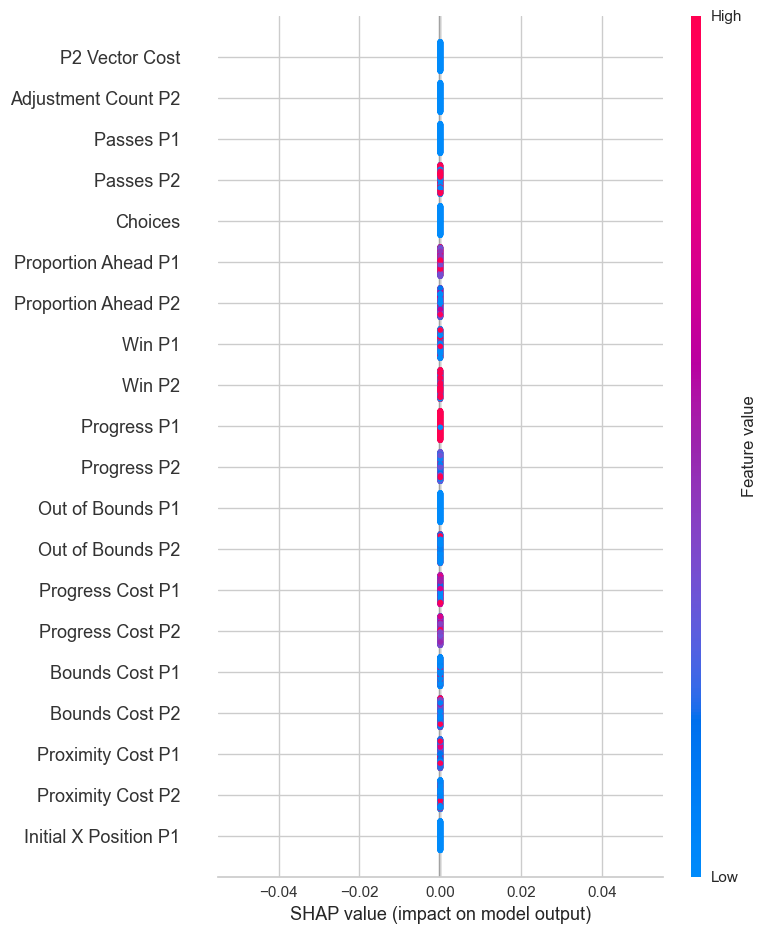 High
P2 Vector Cost
Adjustment Count P2
Passes P1
Passes P2
Choices
Proportion Ahead P1
Proportion Ahead P2
Win P1
Win P2
Progress P1
Progress P2
Out of Bounds P1
Out of Bounds P2
Progress Cost P1
Progress Cost P2
Bounds Cost P1
Bounds Cost P2
Proximity Cost P1
Proximity Cost P2
Initial X Position P1
Feature value
Low
−0.04 −0.02 0.00 0.02 0.04
SHAP value (impact on model output)